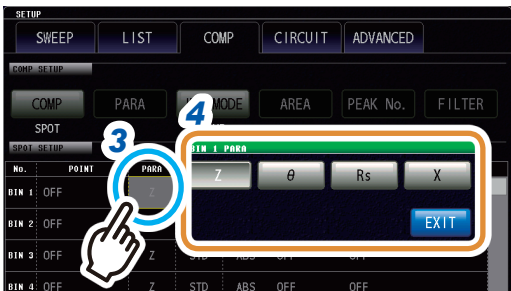 SETUP
SWEEP LIST COMP CIRCUIT ADVANCED
COMP SETUP
COMP PARA MODE AREA PEAK No. FILTER
SPOT
4
3
SPOT SETUP
BIN 1 PARA
No. POINT PARA
Z θ Rs X
BIN 1 OFF Z
EXIT
BIN 2 OFF
BIN 3 OFF Z STD ABS OFF OFF
BIN 4 OFF Z STD ABS OFF OFF